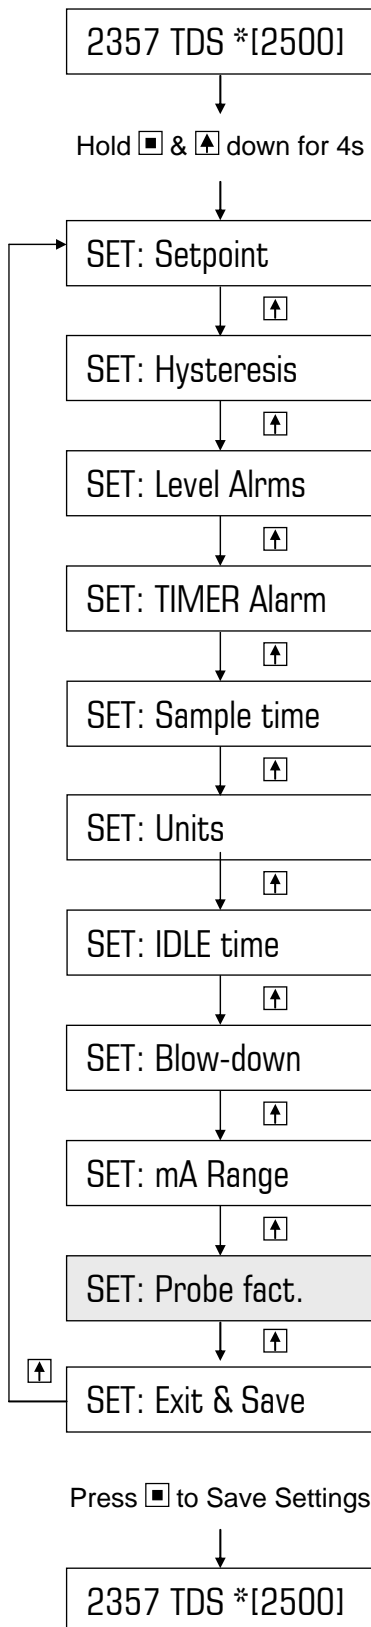 2357 TDS *[2500]
Hold & down for 4s
SET: Setpoint
SET: Hysteresis
SET: Level Alrms
SET: TIMER Alarm
SET: Sample time
SET: Units
SET: IDLE time
SET: Blow-down
SET: mA Range
SET: Probe fact.
SET: Exit & Save
Press to Save Settings
2357 TDS *[2500]